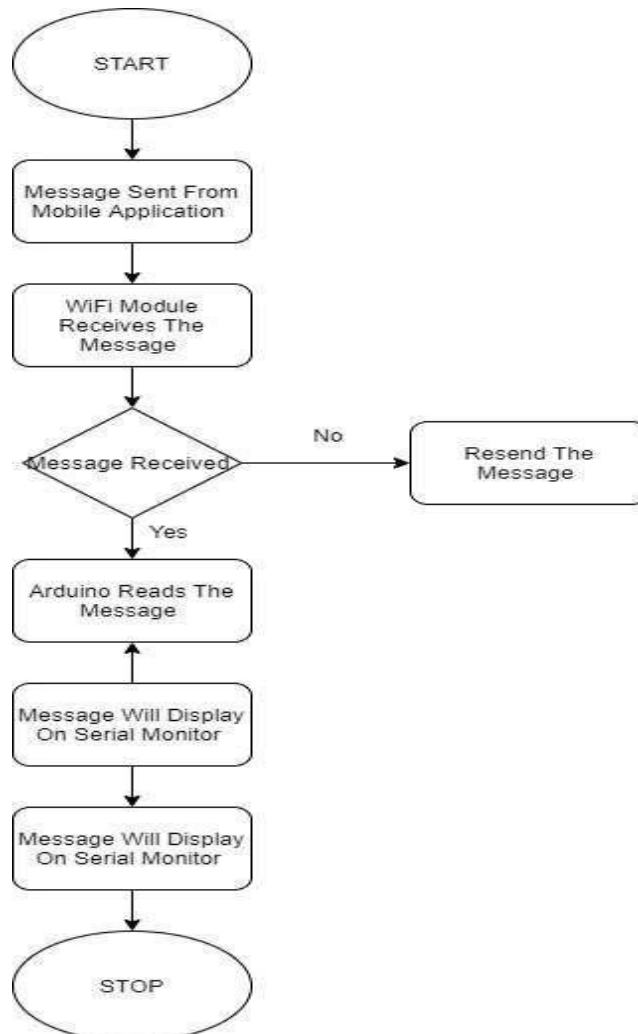 START
Message Sent From
Mobile Application
WiFi Module
Receives The
Message
Message Received
No
Resend The
Message
Yes
Arduino Reads The
Message
Message Will Display
On Serial Monitor
Message Will Display
On Serial Monitor
STOP